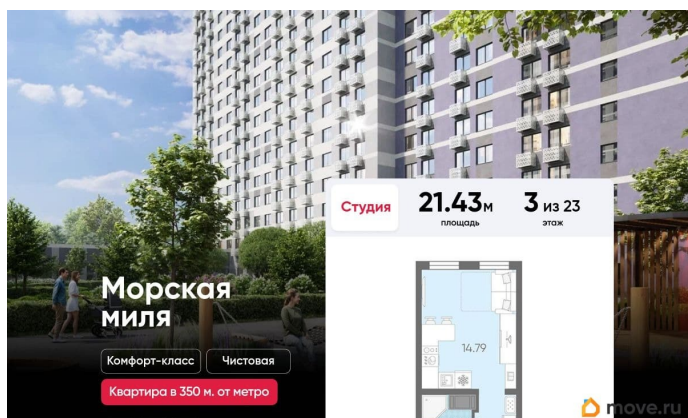 Студия
21.43м
площадь
3 из 23
этаж
Морская
миля
Комфорт-класс
Чистовая
Квартира в 350 м. от метро
14.79
move.ru